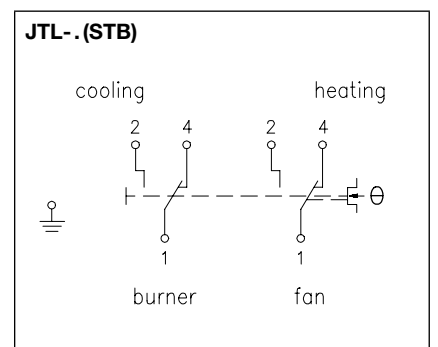 JTL-.(STB)
cooling heating
2 4 2 4
Θ
1 1
burner fan